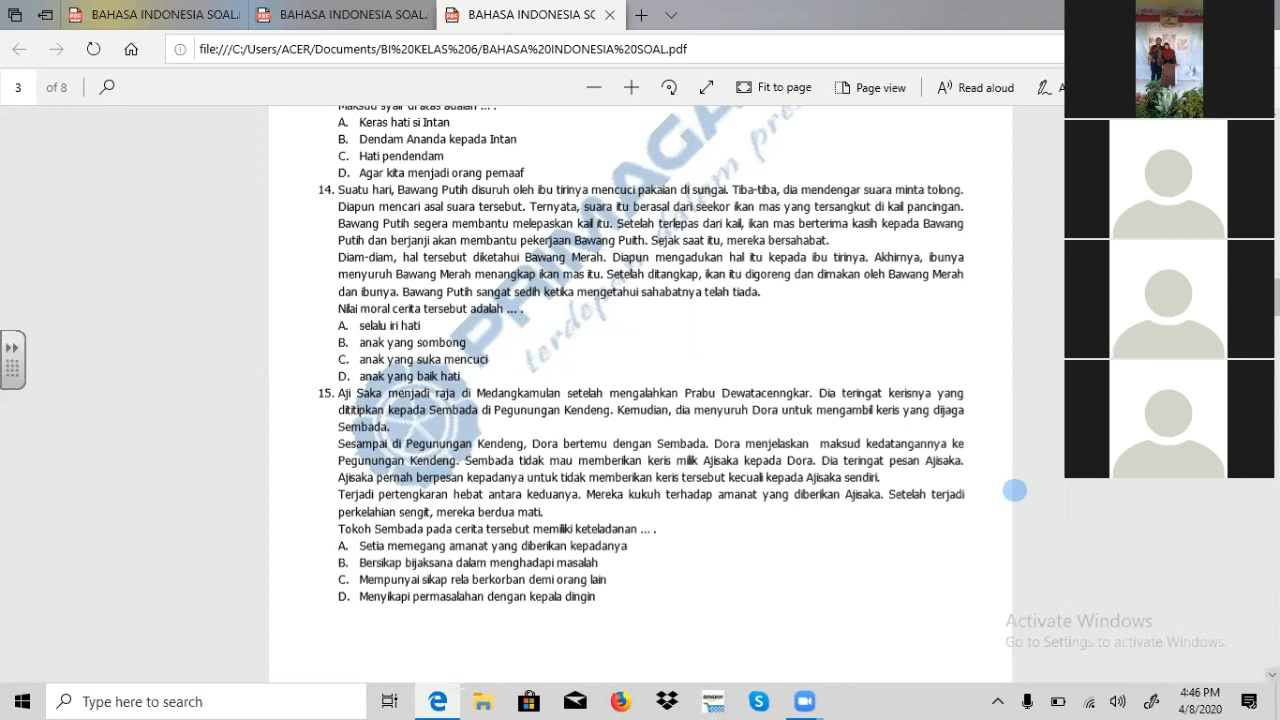 BAHASA INDONESIA SOAL.
BAHASA INDONESIA SOAL.
BAHASA INDONESIA SO
file:///C:/Users/ACER/Documents/BI%20KELAS%206/BAHASA%20INDONESIA%20SOAL.pdf
3 of 8 Fit to page Page view Read aloud A
Maksud syair di atas adalah ... .
A. Keras hati si Intan
B. Dendam Ananda kepada Intan
C. Hati pendendam
D. Agar kita menjadi orang pemaaf
14. Suatu hari, Bawang Putih disuruh oleh ibu tirinya mencuci pakaian di sungai. Tiba-tiba, dia mendengar suara minta tolong.
Diapun mencari asal suara tersebut. Ternyata, suara itu berasal dari seekor ikan mas yang tersangkut di kail pancingan.
Bawang Putih segera membantu melepaskan kail itu. Setelah terlepas dari kail, ikan mas berterima kasih kepada Bawang
Putih dan berjanji akan membantu pekerjaan Bawang Puith. Sejak saat itu, mereka bersahabat.
Diam-diam, hal tersebut diketahui Bawang Merah. Diapun mengadukan hal itu kepada ibu tirinya. Akhirnya, ibunya
menyuruh Bawang Merah menangkap ikan mas itu. Setelah ditangkap, ikan itu digoreng dan dimakan oleh Bawang Merah
dan ibunya. Bawang Putih sangat sedih ketika mengetahui sahabatnya telah tiada.
Nilai moral cerita tersebut adalah ... .
A. selalu iri hati
B. anak yang sombong
C. anak yang suka mencuci
D. anak yang baik hati
15. Aji Saka menjadi raja di Medangkamulan setelah mengalahkan Prabu Dewatacenngkar. Dia teringat kerisnya yang
dititipkan kepada Sembada di Pegunungan Kendeng. Kemudian, dia menyuruh Dora untuk mengambil keris yang dijaga
Sembada.
Sesampai di Pegunungan Kendeng, Dora bertemu dengan Sembada. Dora menjelaskan maksud kedatangannya ke
Pegunungan Kendeng. Sembada tidak mau memberikan keris milik Ajisaka kepada Dora. Dia teringat pesan Ajisaka.
Ajisaka pernah berpesan kepadanya untuk tidak memberikan keris tersebut kecuali kepada Ajisaka sendiri.
Terjadi pertengkaran hebat antara keduanya. Mereka kukuh terhadap amanat yang diberikan Ajisaka. Setelah terjadi
perkelahian sengit, mereka berdua mati.
Tokoh Sembada pada cerita tersebut memiliki keteladanan ... .
A. Setia memegang amanat yang diberikan kepadanya
B. Bersikap bijaksana dalam menghadapi masalah
C. Mempunyai sikap rela berkorban demi orang lain
D. Menyikapi permasalahan dengan kepala dingin
PRIMAGA
terdepan dalam pre
Activate Windows
Go to Settings to activate Windows.
Type here to search
amazon
4:46 PM
4/8/2020